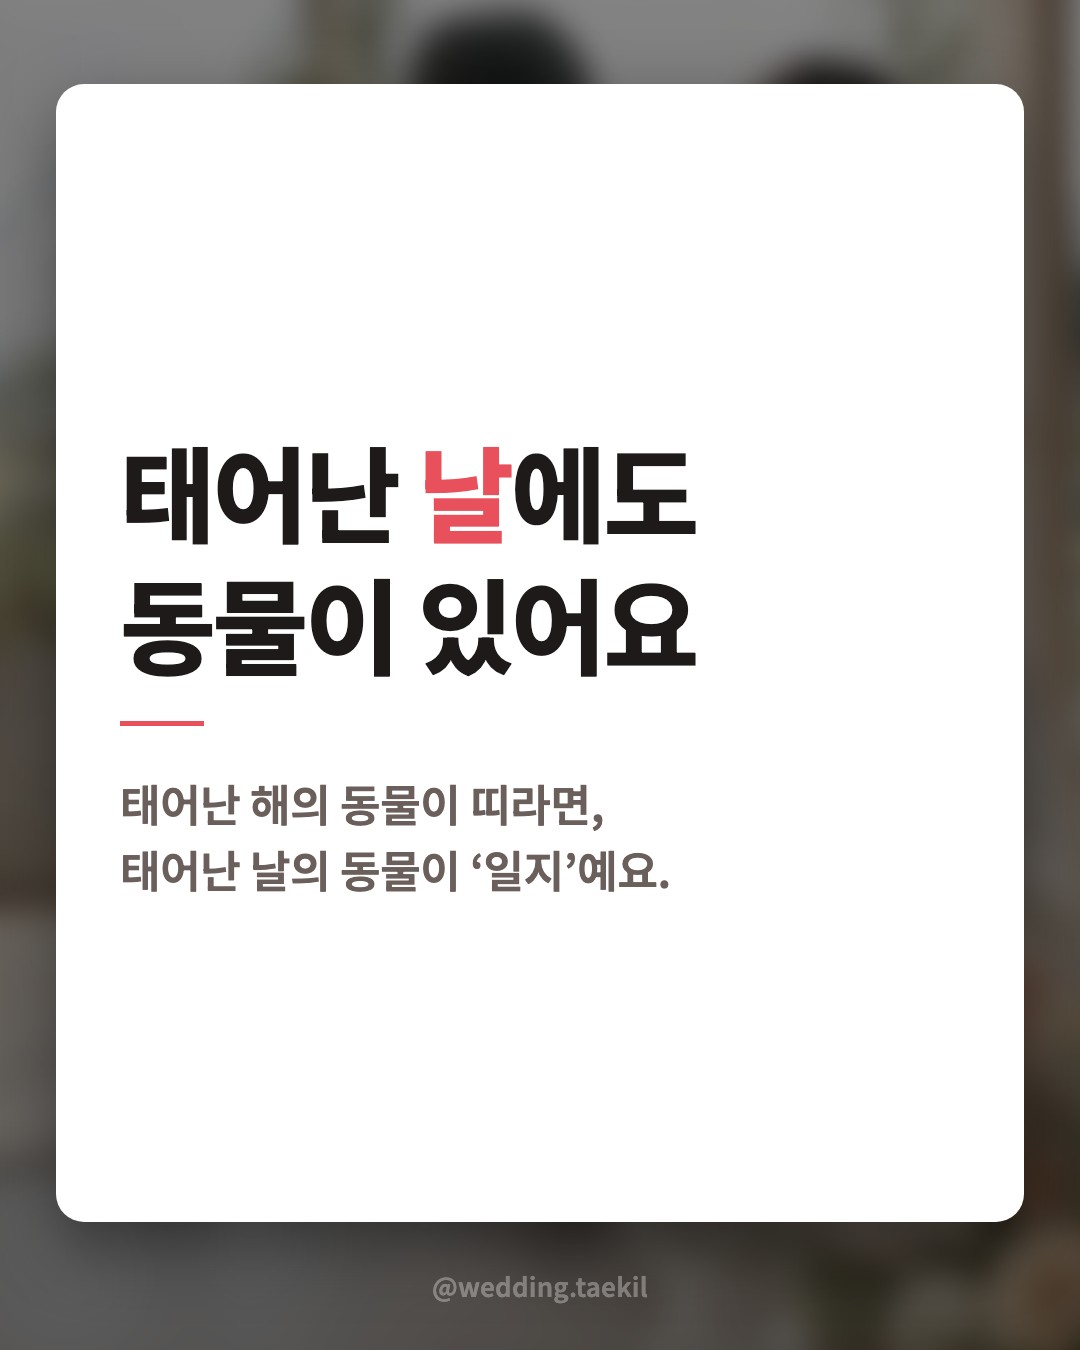 태어난 날에도
동물이 있어요
태어난 해의 동물이 띠라면,
태어난 날의 동물이 ‘일지’예요.
@wedding.taekil